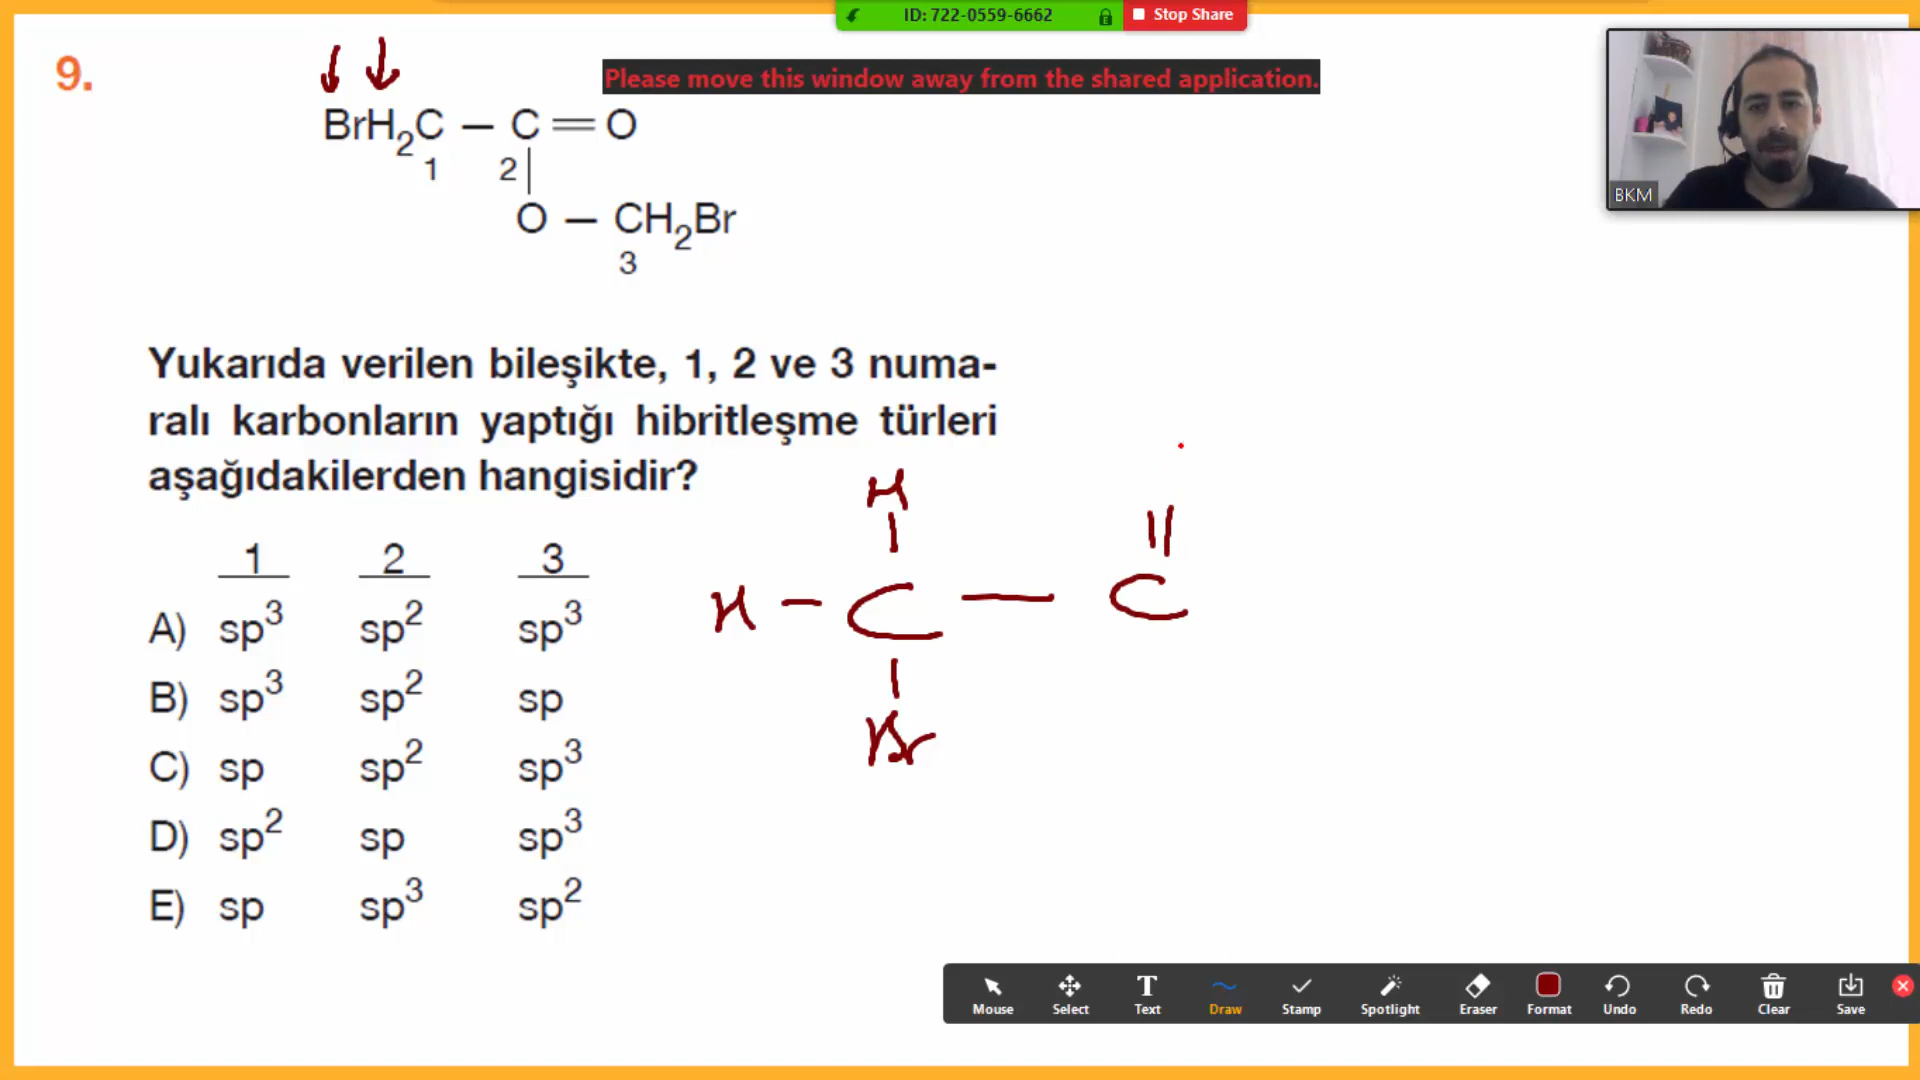 ID: 722-0559-6662
Stop Share
9.
Please move this window away from the shared application.
BrH₂C — C = O
1 2
O — CH₂Br
3
BKM
Yukarıda verilen bileşikte, 1, 2 ve 3 numa-
ralı karbonların yaptığı hibritleşme türleri
aşağıdakilerden hangisidir?
1 2 3
A) sp³ sp² sp³
B) sp³ sp² sp
C) sp sp² sp³
D) sp² sp sp³
E) sp sp³ sp²
H
H – C — C
Br
Mouse Select Text Draw Stamp Spotlight Eraser Format Undo Redo Clear Save